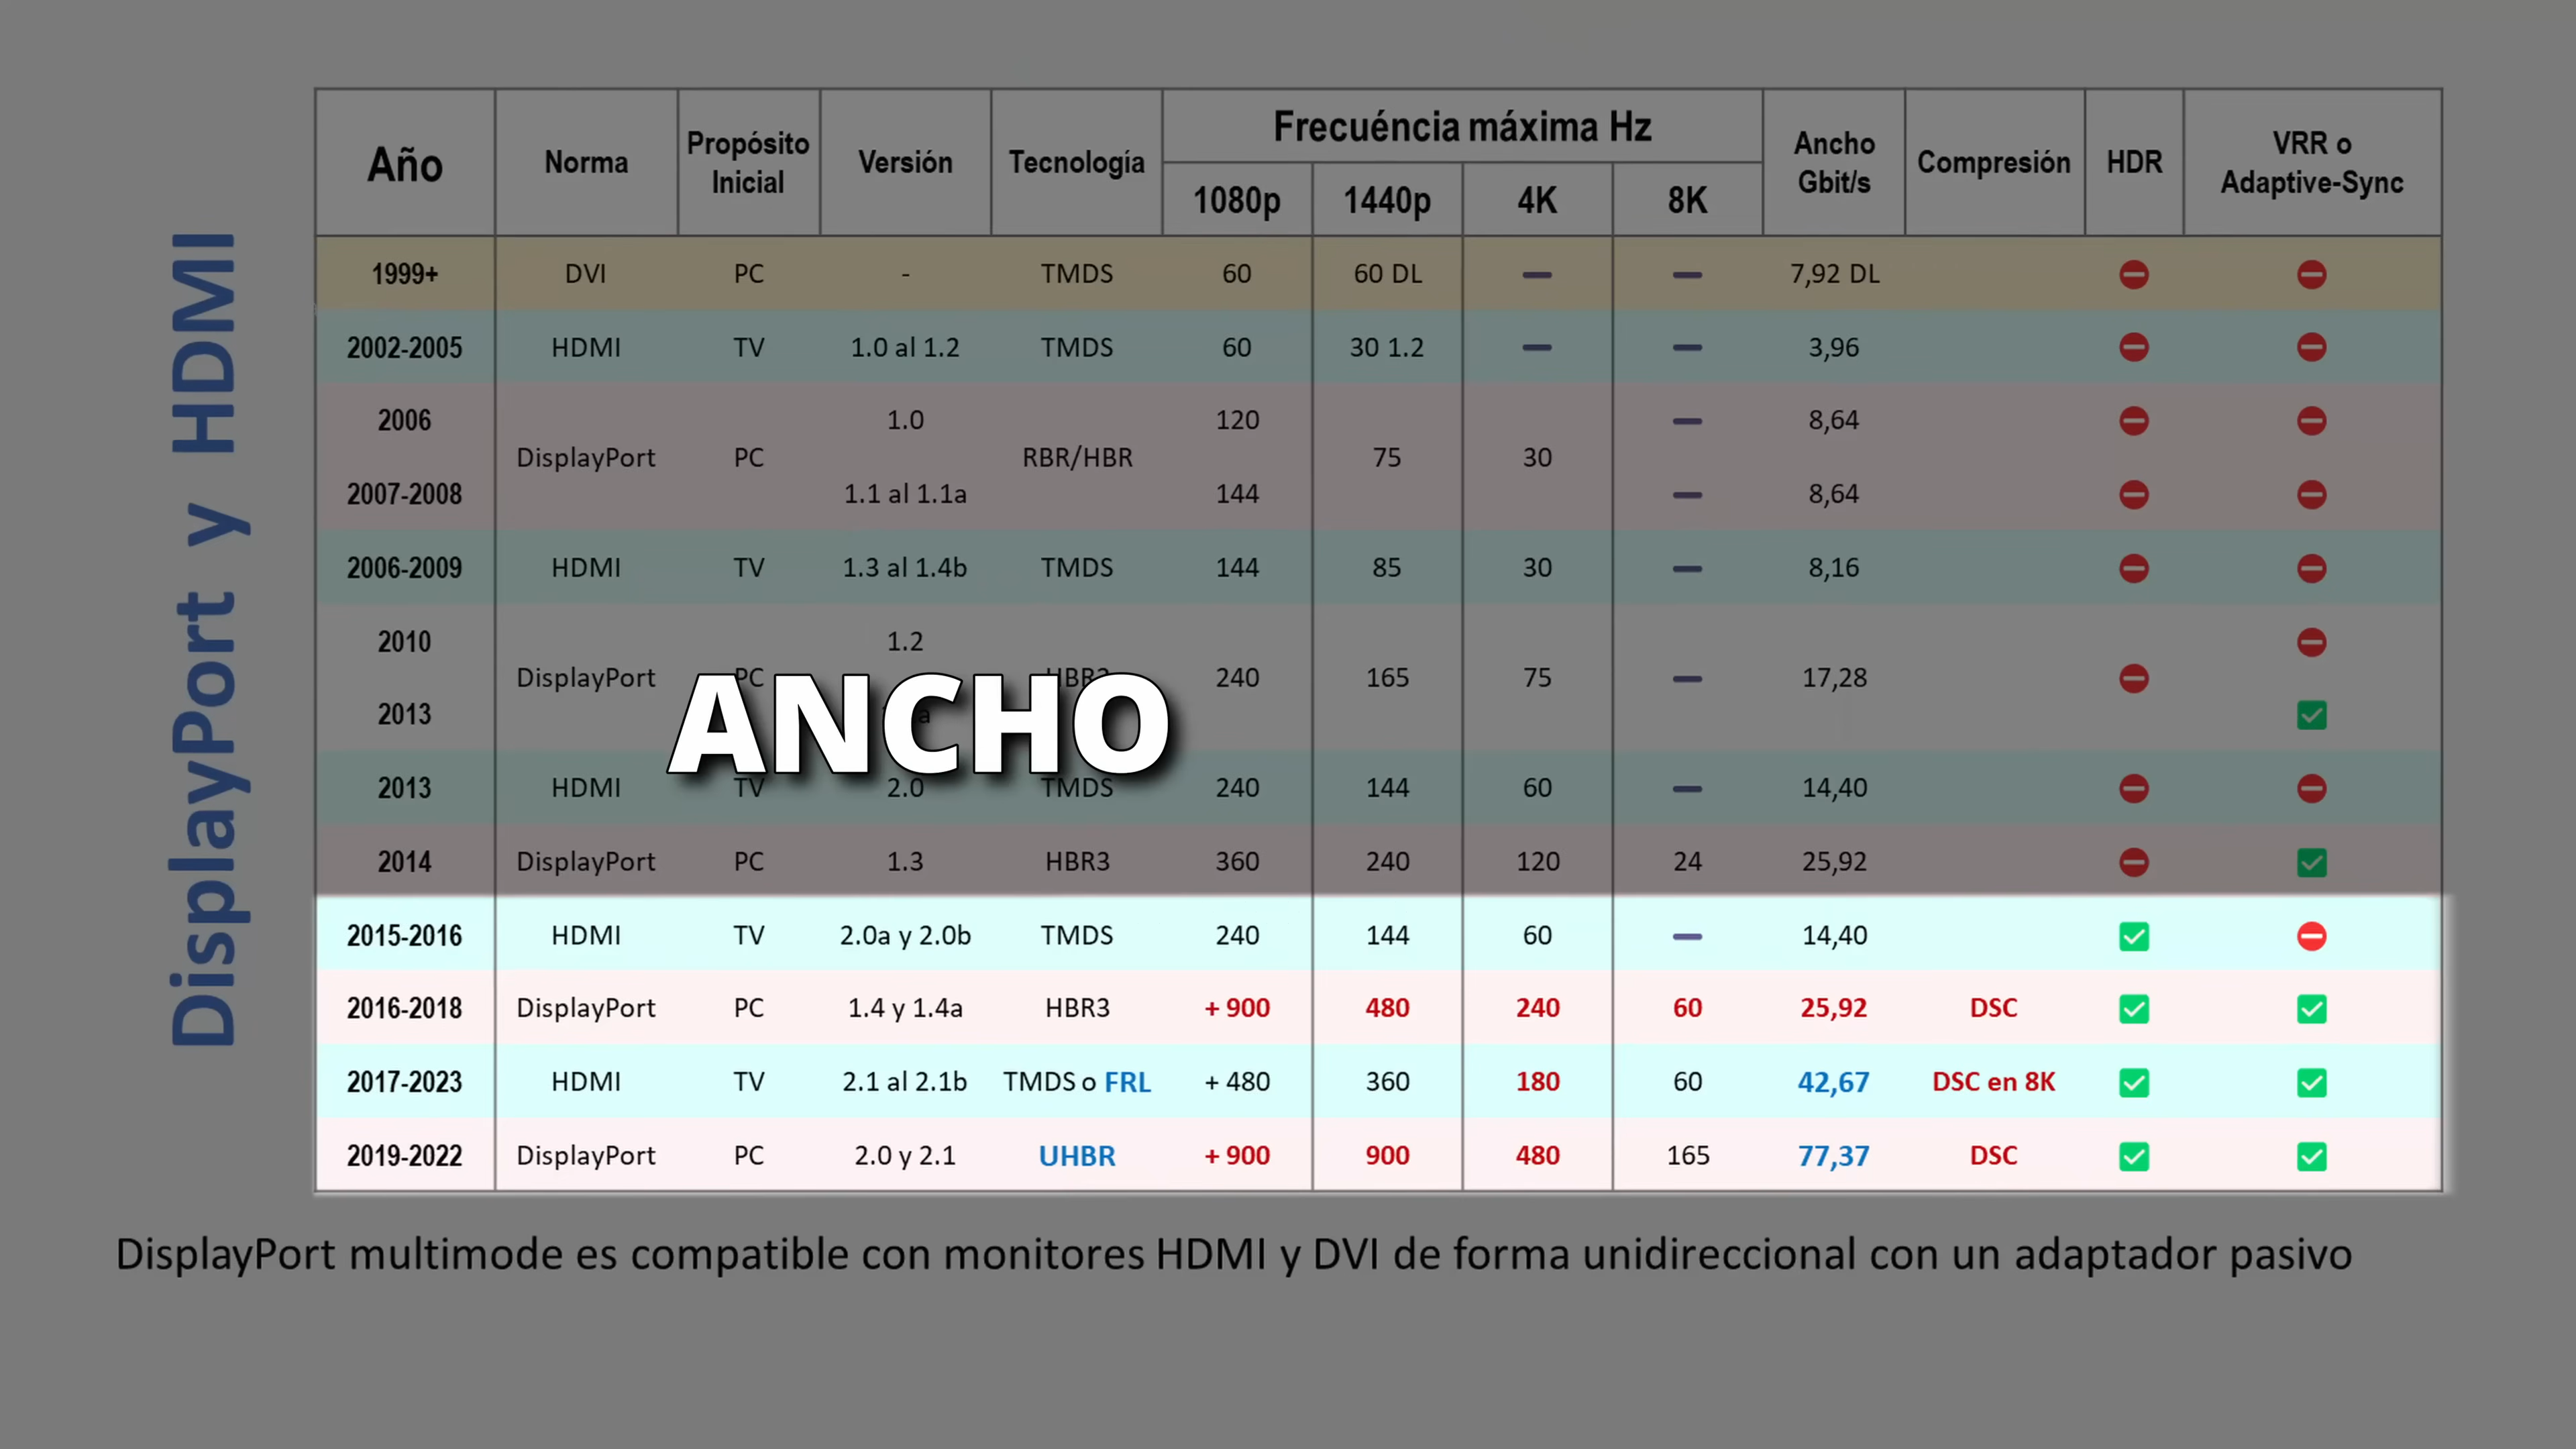 DisplayPort y HDMI
Año Norma Propósito Inicial Versión Tecnología Frecuéncia máxima Hz Ancho Gbit/s Compresión HDR VRR o Adaptive-Sync
1080p 1440p 4K 8K
1999+ DVI PC - TMDS 60 60 DL — — 7,92 DL
2002-2005 HDMI TV 1.0 al 1.2 TMDS 60 30 1.2 — — 3,96
2006 1.0 120 — 8,64
DisplayPort PC RBR/HBR 75 30
2007-2008 1.1 al 1.1a 144 — 8,64
2006-2009 HDMI TV 1.3 al 1.4b TMDS 144 85 30 — 8,16
2010 1.2
DisplayPort PC 240 165 75 — 17,28
2013
ANCHO
2013 HDMI TV 2.0 TMDS 240 144 60 — 14,40
2014 DisplayPort PC 1.3 HBR3 360 240 120 24 25,92
2015-2016 HDMI TV 2.0a y 2.0b TMDS 240 144 60 — 14,40
2016-2018 DisplayPort PC 1.4 y 1.4a HBR3 + 900 480 240 60 25,92 DSC
2017-2023 HDMI TV 2.1 al 2.1b TMDS o FRL + 480 360 180 60 42,67 DSC en 8K
2019-2022 DisplayPort PC 2.0 y 2.1 UHBR + 900 900 480 165 77,37 DSC
DisplayPort multimode es compatible con monitores HDMI y DVI de forma unidireccional con un adaptador pasivo